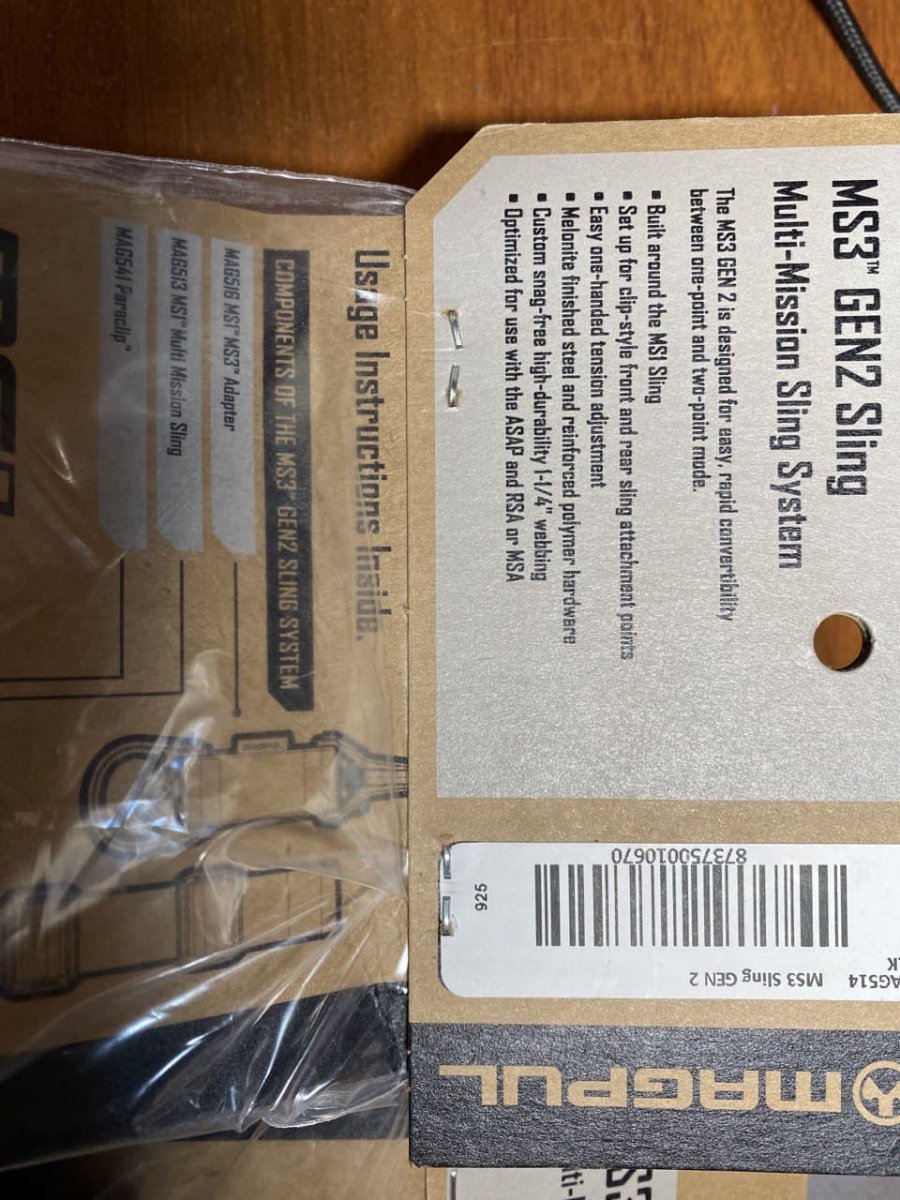 MS3™ GEN2 Sling
Multi-Mission Sling System
The MS3 GEN 2 is designed for easy, rapid convertibility
between one-point and two-point mode.
▪ Built around the MS1 Sling
▪ Set up for clip-style front and rear sling attachment points
▪ Easy one-handed tension adjustment
▪ Melonite finished steel and reinforced polymer hardware
▪ Custom snag-free high-durability 1-1/4" webbing
▪ Optimized for use with the ASAP and RSA or MSA
Usage Instructions Inside.
COMPONENTS OF THE MS3™ GEN2 SLING SYSTEM
MAG516 MS1™MS3™ Adapter
MAG513 MS1™ Multi Mission Sling
MAG541 Paraclip™
873750010670
925
AG514
MS3 Sling GEN 2
LK
MAGPUL